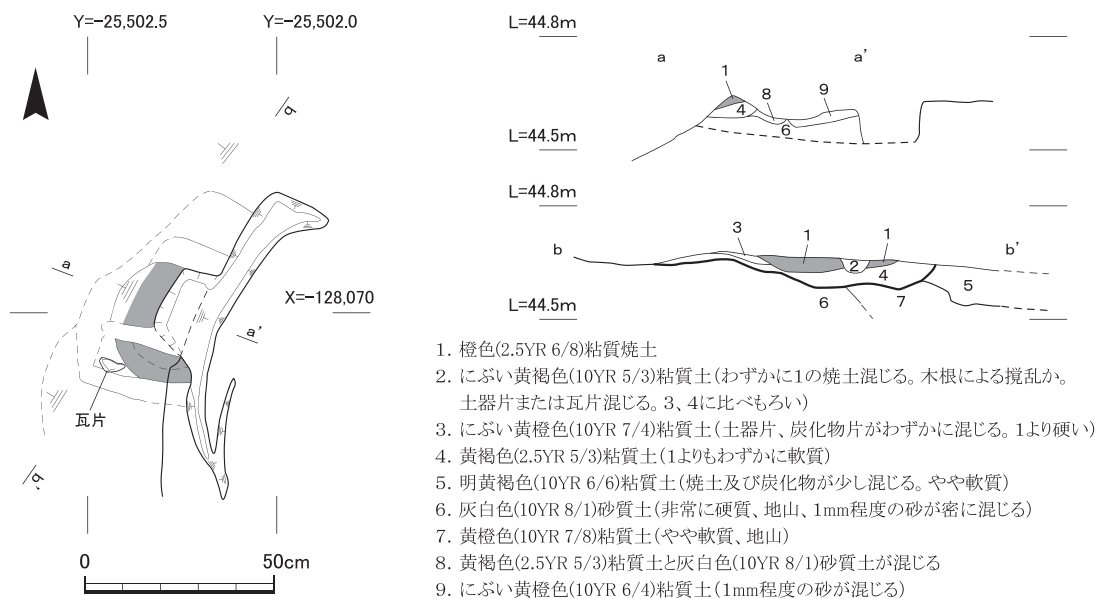 Y=-25,502.5
Y=-25,502.0
b
a
a'
X=-128,070
瓦片
b'
0
50cm
L=44.8m
a
a'
1
8
9
4
6
L=44.5m
L=44.8m
b
3
1
1
b'
2
4
5
6
7
L=44.5m
1. 橙色(2.5YR 6/8)粘質焼土
2. にぶい黄褐色(10YR 5/3)粘質土(わずかに1の焼土混じる。木根による撹乱か。
土器片または瓦片混じる。3、4に比べもろい)
3. にぶい黄橙色(10YR 7/4)粘質土(土器片、炭化物片がわずかに混じる。1より硬い)
4. 黄褐色(2.5YR 5/3)粘質土(1よりもわずかに軟質)
5. 明黄褐色(10YR 6/6)粘質土(焼土及び炭化物が少し混じる。やや軟質)
6. 灰白色(10YR 8/1)砂質土(非常に硬質、地山、1mm程度の砂が密に混じる)
7. 黄橙色(10YR 7/8)粘質土(やや軟質、地山)
8. 黄褐色(2.5YR 5/3)粘質土と灰白色(10YR 8/1)砂質土が混じる
9. にぶい黄橙色(10YR 6/4)粘質土(1mm程度の砂が混じる)